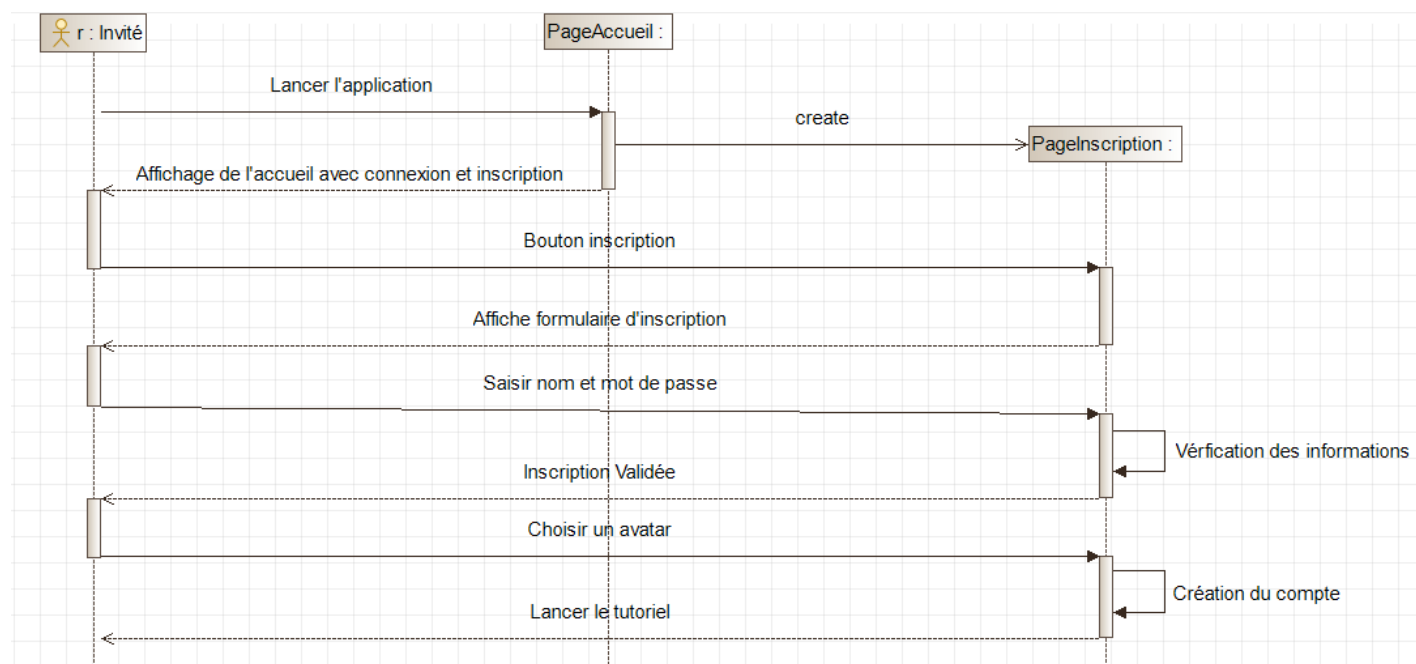 r : Invité
PageAccueil :
Lancer l'application
create
PageInscription :
Affichage de l'accueil avec connexion et inscription
Bouton inscription
Affiche formulaire d'inscription
Saisir nom et mot de passe
Vérfication des informations
Inscription Validée
Choisir un avatar
Création du compte
Lancer le tutoriel